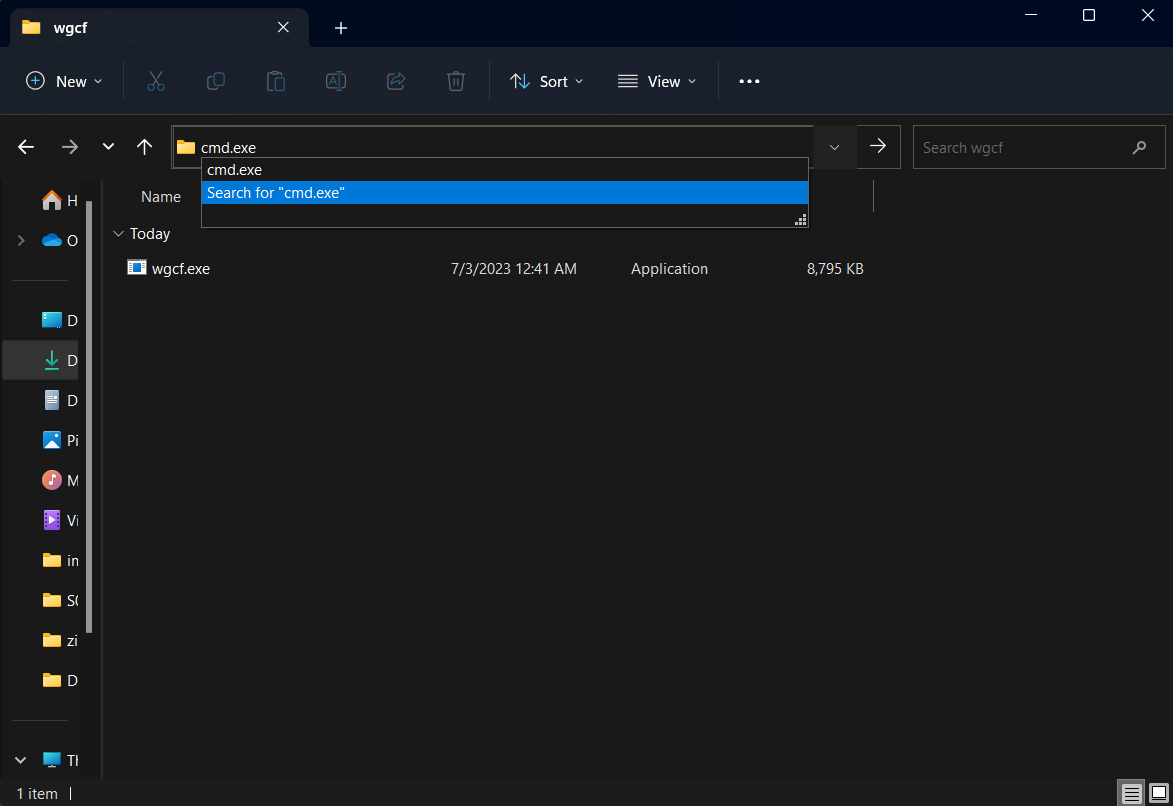 wgcf
New
Sort
View
cmd.exe
Search wgcf
cmd.exe
Search for "cmd.exe"
Name
Today
wgcf.exe 7/3/2023 12:41 AM Application 8,795 KB
H
O
D
D
D
Pi
M
Vi
in
zi
D
1 item